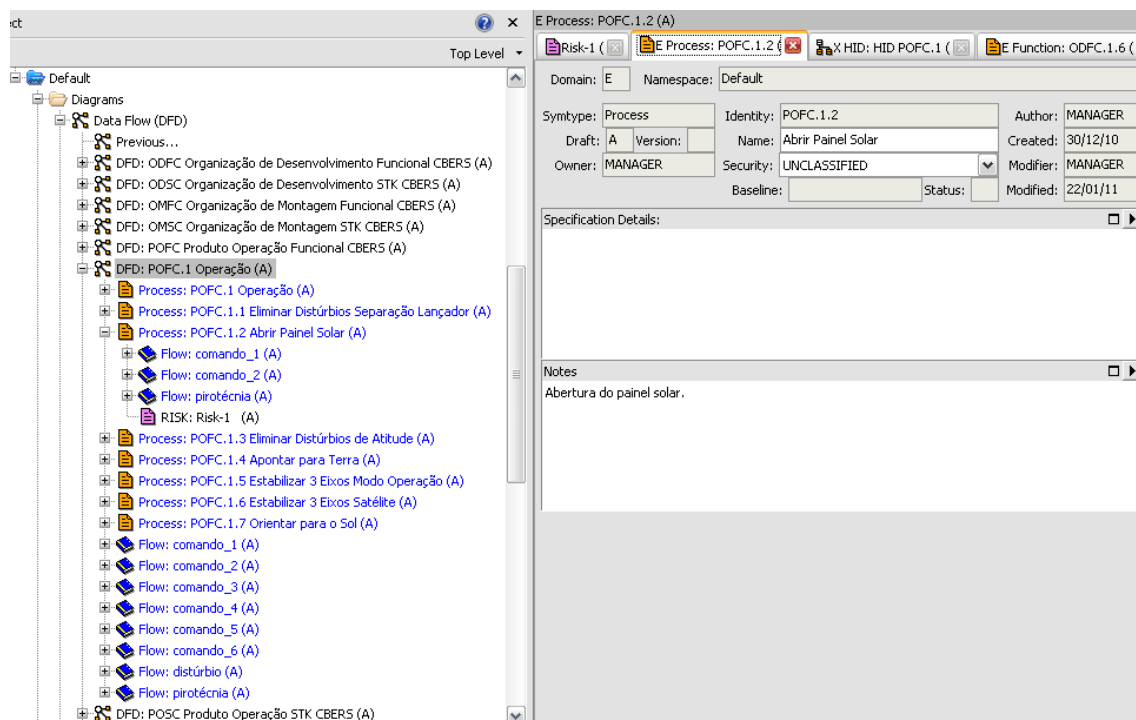 ect
Top Level
Default
Diagrams
Data Flow (DFD)
Previous...
DFD: ODFC Organização de Desenvolvimento Funcional CBERS (A)
DFD: ODSC Organização de Desenvolvimento STK CBERS (A)
DFD: OMFC Organização de Montagem Funcional CBERS (A)
DFD: OMSC Organização de Montagem STK CBERS (A)
DFD: POFC Produto Operação Funcional CBERS (A)
DFD: POFC.1 Operação (A)
Process: POFC.1 Operação (A)
Process: POFC.1.1 Eliminar Distúrbios Separação Lançador (A)
Process: POFC.1.2 Abrir Painel Solar (A)
Flow: comando_1 (A)
Flow: comando_2 (A)
Flow: pirotécnia (A)
RISK: Risk-1 (A)
Process: POFC.1.3 Eliminar Distúrbios de Atitude (A)
Process: POFC.1.4 Apontar para Terra (A)
Process: POFC.1.5 Estabilizar 3 Eixos Modo Operação (A)
Process: POFC.1.6 Estabilizar 3 Eixos Satélite (A)
Process: POFC.1.7 Orientar para o Sol (A)
Flow: comando_1 (A)
Flow: comando_2 (A)
Flow: comando_3 (A)
Flow: comando_4 (A)
Flow: comando_5 (A)
Flow: comando_6 (A)
Flow: distúrbio (A)
Flow: pirotécnia (A)
DFD: POSC Produto Operação STK CBERS (A)
E Process: POFC.1.2 (A)
Risk-1 ( E Process: POFC.1.2 ( X HID: HID POFC.1 ( E Function: ODFC.1.6 (
Domain: E Namespace: Default
Symtype: Process Identity: POFC.1.2 Author: MANAGER
Draft: A Version: Name: Abrir Painel Solar Created: 30/12/10
Owner: MANAGER Security: UNCLASSIFIED Modifier: MANAGER
Baseline: Status: Modified: 22/01/11
Specification Details:
Notes
Abertura do painel solar.